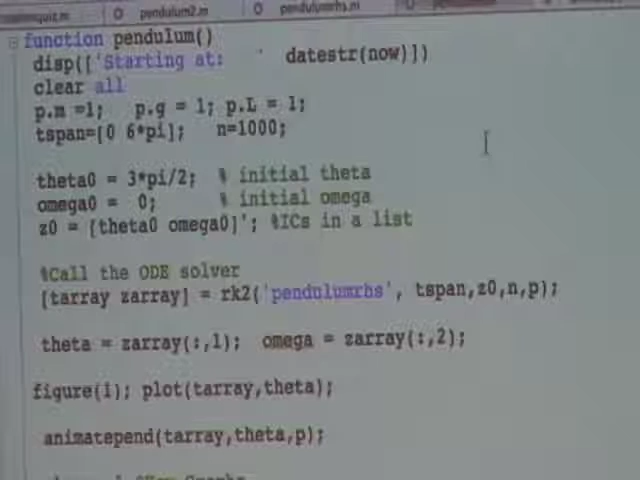 pendulum2.m
function pendulum()
disp(['Starting at: ' datestr(now)])
clear all
p.m =1; p.g = 1; p.L = 1;
tspan=[0 6*pi]; n=1000;
theta0 = 3*pi/2; % initial theta
omega0 = 0; % initial omega
z0 = [theta0 omega0]'; %ICs in a list
%Call the ODE solver
[tarray zarray] = rk2('pendulumrhs', tspan,z0,n,p);
theta = zarray(:,1); omega = zarray(:,2);
figure(1); plot(tarray,theta);
animatepend(tarray,theta,p);